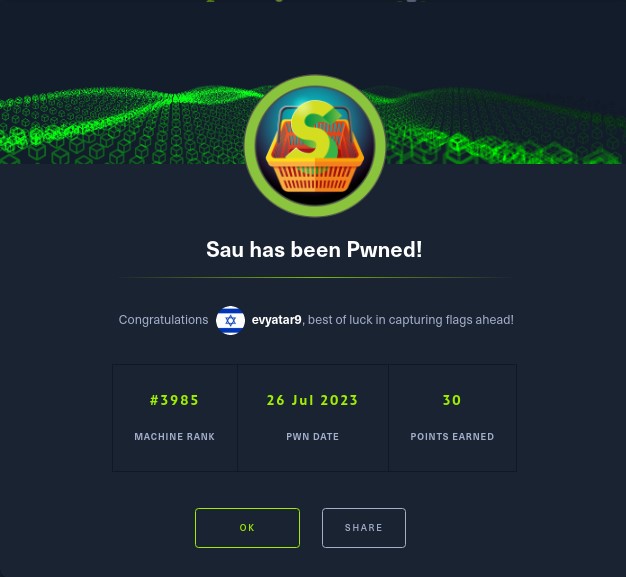 Sau has been Pwned!
Congratulations evyatar9, best of luck in capturing flags ahead!
#3985 26 Jul 2023 30
MACHINE RANK PWN DATE POINTS EARNED
OK SHARE